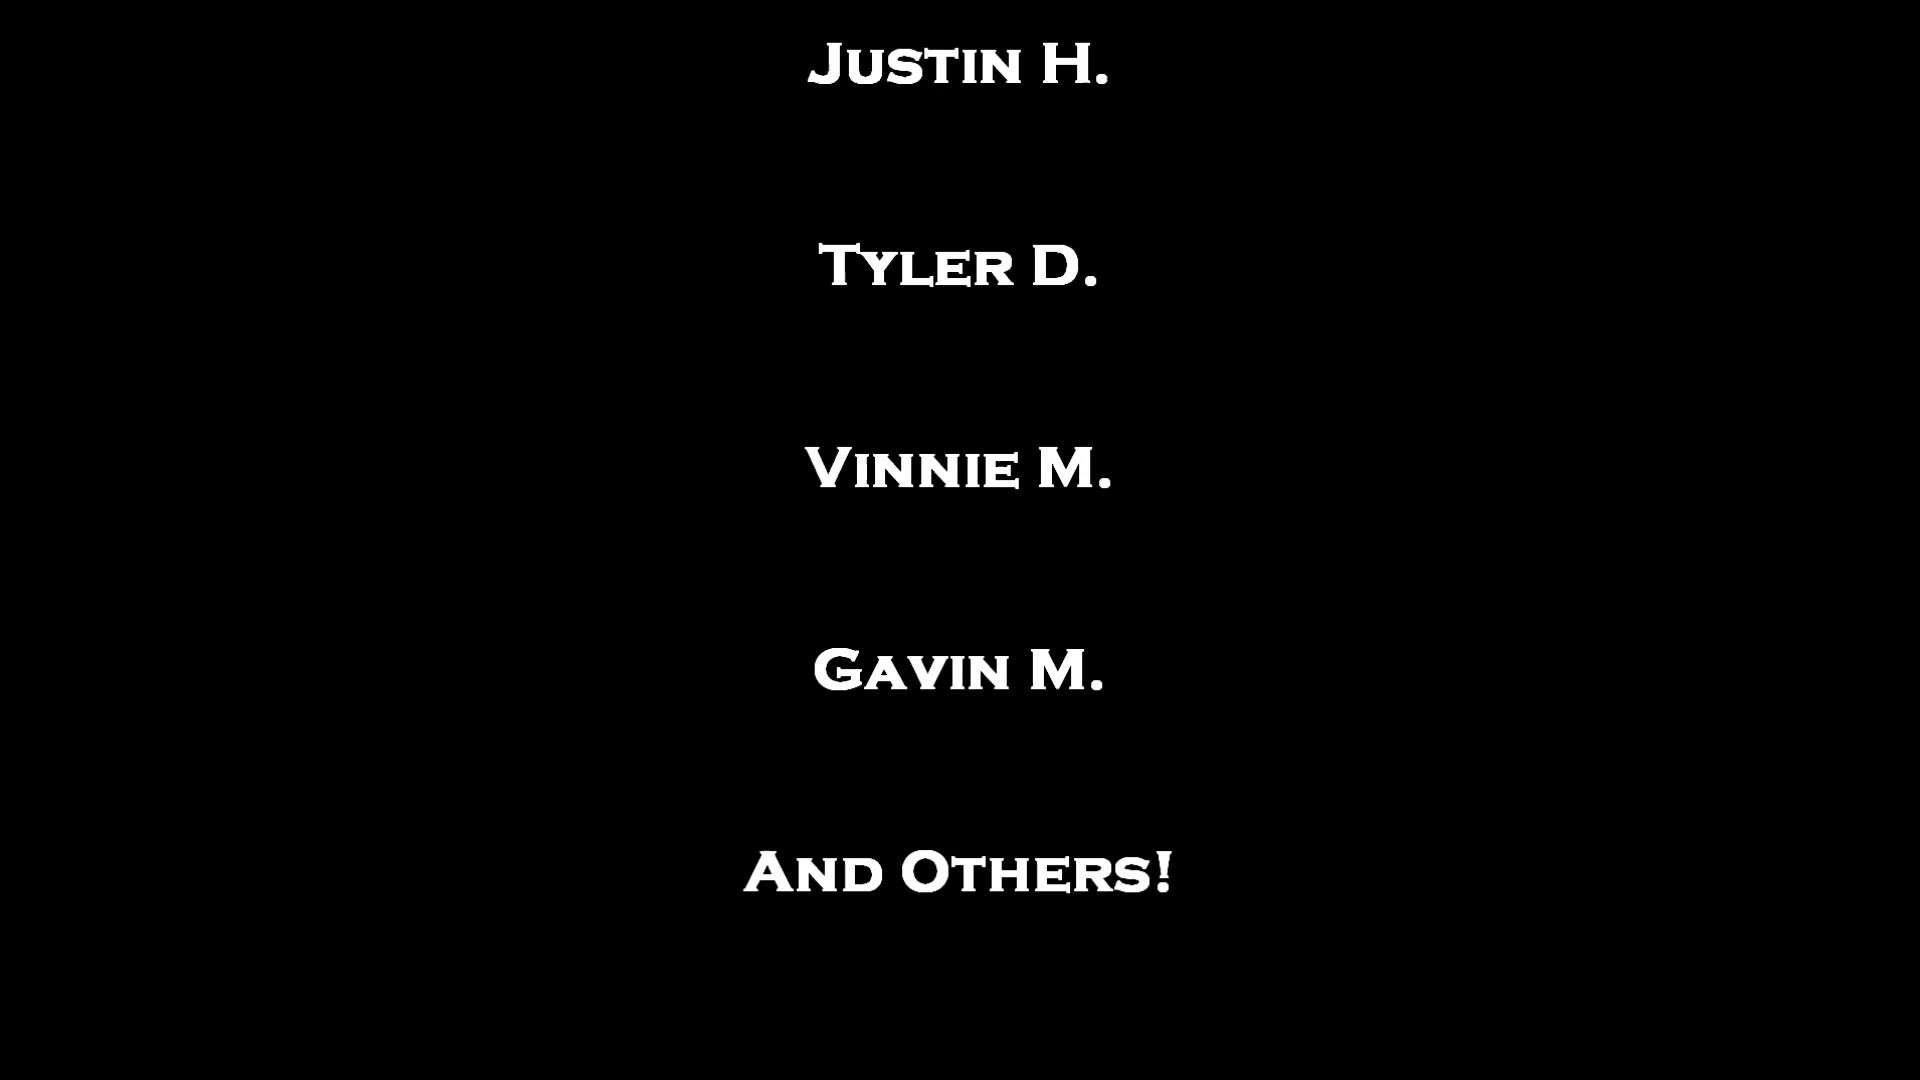 Justin H.
Tyler D.
Vinnie M.
Gavin M.
And Others!